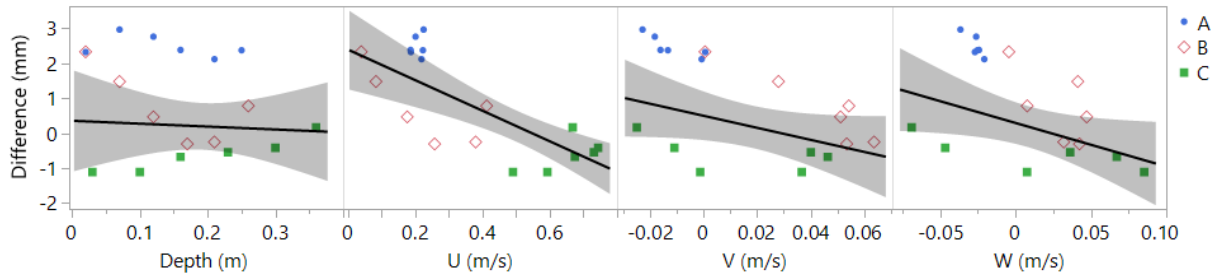 Difference (mm)
3
2
1
0
-1
-2
0 0.1 0.2 0.3
Depth (m)
0 0.2 0.4 0.6
U (m/s)
-0.02 0 0.02 0.04 0.06
V (m/s)
-0.05 0 0.05 0.10
W (m/s)
A
B
C